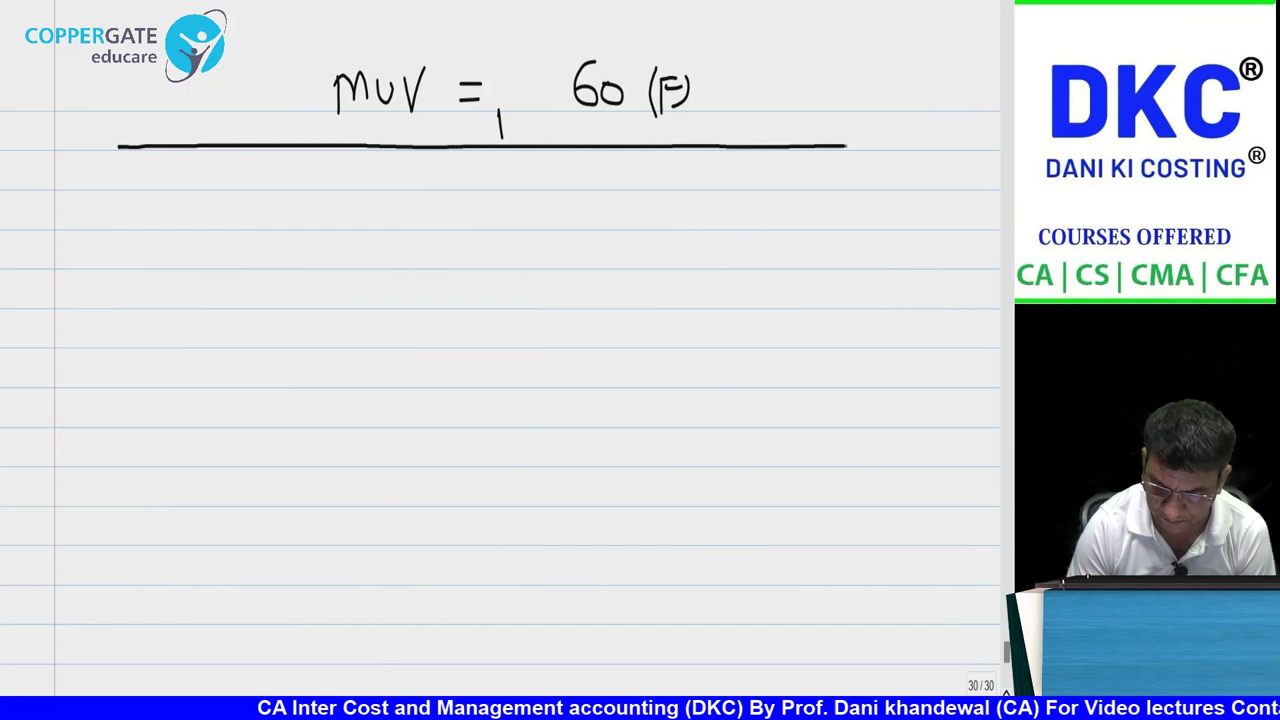 COPPERGATE
educare
MUV = 60 (F)
DKC®
DANI KI COSTING®
COURSES OFFERED
CA | CS | CMA | CFA
30/30
CA Inter Cost and Management accounting (DKC) By Prof. Dani khandewal (CA) For Video lectures Cont